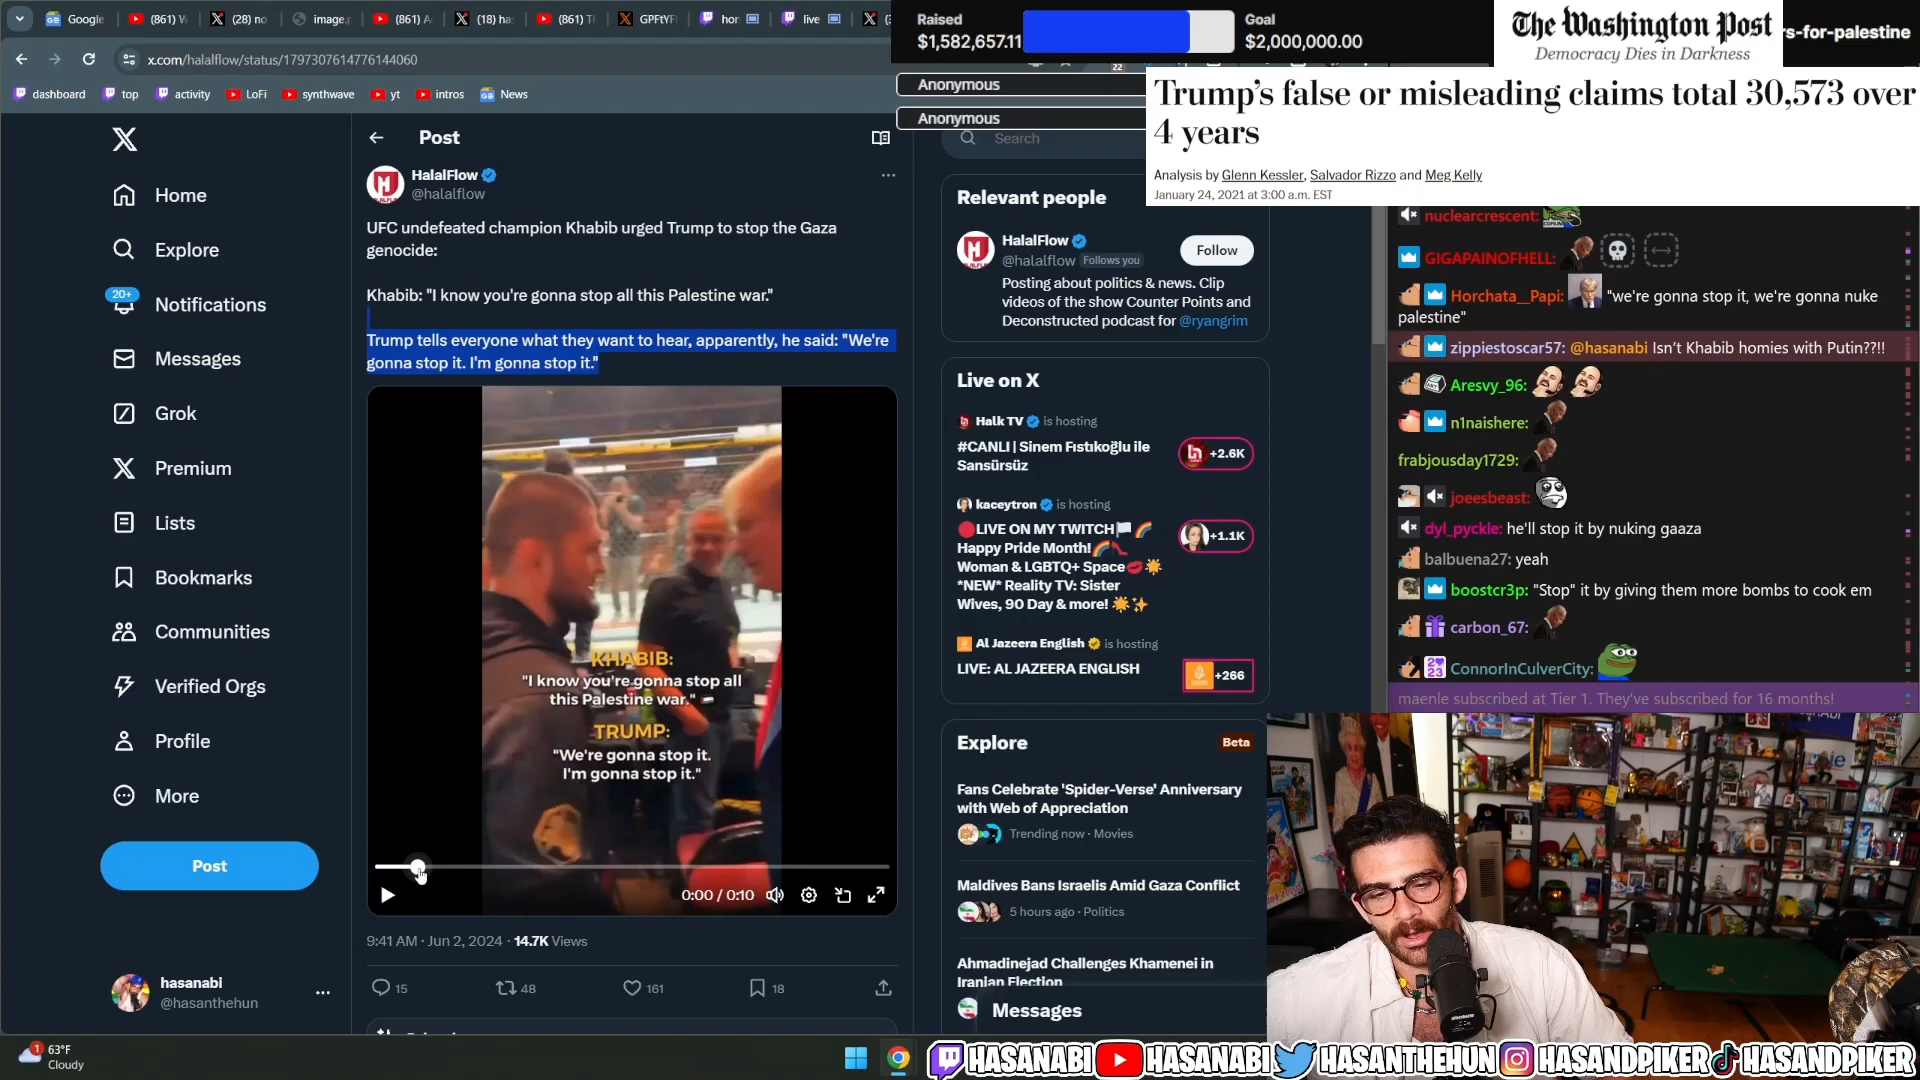 Google
(861) W
(28) no
image.
(861) A
(18) ha
(861) T
GPFtYF
hor
live
x.com/halalflow/status/1797307614776144060
22
dashboard
top
activity
LoFi
synthwave
yt
intros
News
Raised
$1,582,657.11
Goal
$2,000,000.00
The Washington Post
Democracy Dies in Darkness
s-for-palestine
Anonymous
Anonymous
Trump's false or misleading claims total 30,573 over
4 years
Analysis by Glenn Kessler, Salvador Rizzo and Meg Kelly
January 24, 2021 at 3:00 a.m. EST
Home
Explore
20+
Notifications
Messages
Grok
Premium
Lists
Bookmarks
Communities
Verified Orgs
Profile
More
Post
hasanabi
@hasanthehun
Post
HalalFlow
@halalflow
UFC undefeated champion Khabib urged Trump to stop the Gaza
genocide:
Khabib: "I know you're gonna stop all this Palestine war."
Trump tells everyone what they want to hear, apparently, he said: "We're
gonna stop it. I'm gonna stop it."
KHABIB:
"I know you're gonna stop all
this Palestine war."
TRUMP:
"We're gonna stop it.
I'm gonna stop it."
0:00 / 0:10
9:41 AM · Jun 2, 2024 · 14.7K Views
15
48
161
18
Search
Relevant people
HalalFlow
@halalflow Follows you
Follow
Posting about politics & news. Clip
videos of the show Counter Points and
Deconstructed podcast for @ryangrim
Live on X
Halk TV is hosting
#CANLI | Sinem Fıstıkoğlu ile
Sansürsüz
+2.6K
kaceytron is hosting
LIVE ON MY TWITCH
Happy Pride Month!
Woman & LGBTQ+ Space
*NEW* Reality TV: Sister
Wives, 90 Day & more!
+1.1K
Al Jazeera English is hosting
LIVE: AL JAZEERA ENGLISH
+266
Explore
Beta
Fans Celebrate 'Spider-Verse' Anniversary
with Web of Appreciation
Trending now · Movies
Maldives Bans Israelis Amid Gaza Conflict
5 hours ago · Politics
Ahmadinejad Challenges Khamenei in
Iranian Election
Messages
nuclearcrescent:
GIGAPAINOFHELL:
Horchata__Papi: "we're gonna stop it, we're gonna nuke
palestine"
zippiestoscar57: @hasanabi Isn't Khabib homies with Putin??!!
Aresvy_96:
n1naishere:
frabjousday1729:
joeesbeast:
dyl_pyckle: he'll stop it by nuking gaaza
balbuena27: yeah
boostcr3p: "Stop" it by giving them more bombs to cook em
carbon_67:
ConnorInCulverCity:
maenle subscribed at Tier 1. They've subscribed for 16 months!
1
63°F
Cloudy
HASANABI
HASANABI
HASANTHEHUN
HASANDPIKER
HASANDPIKER